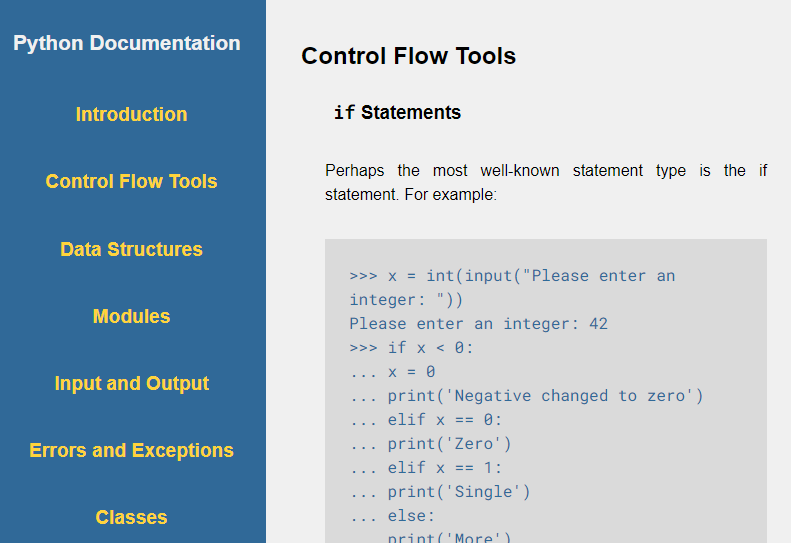 Python Documentation
Introduction
Control Flow Tools
Data Structures
Modules
Input and Output
Errors and Exceptions
Classes
Control Flow Tools
if Statements
Perhaps the most well-known statement type is the if
statement. For example:
>>> x = int(input("Please enter an
integer: "))
Please enter an integer: 42
>>> if x < 0:
... x = 0
... print('Negative changed to zero')
... elif x == 0:
... print('Zero')
... elif x == 1:
... print('Single')
... else:
... print('More')